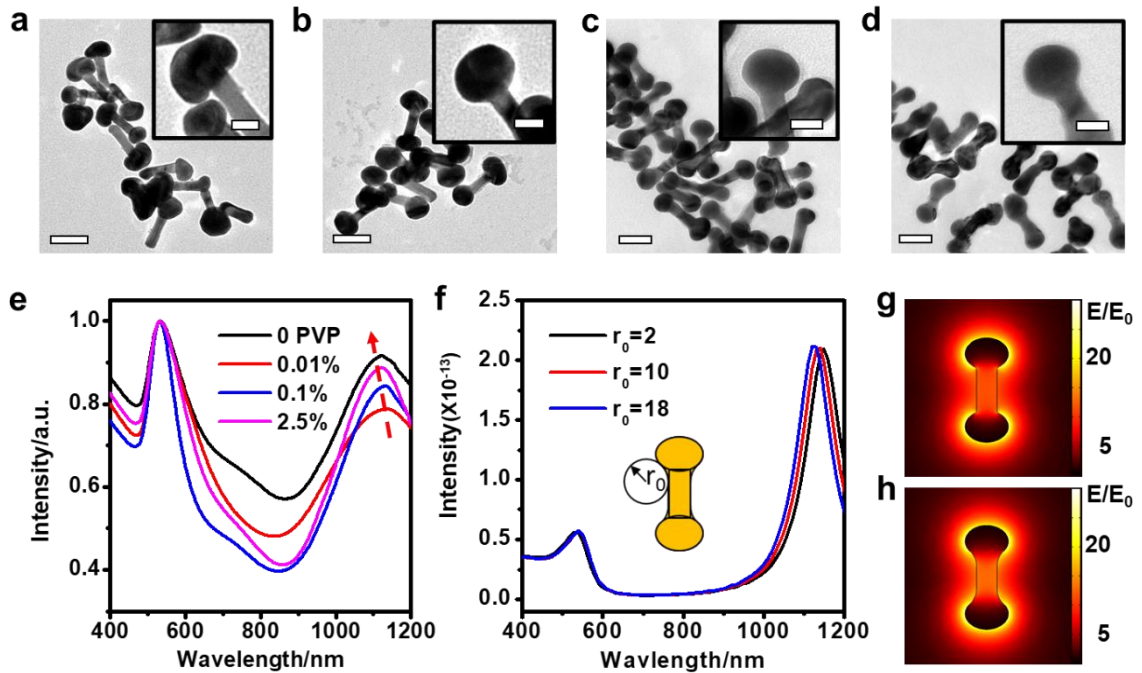 a
b
c
d
e
1.0
0.8
0.6
0.4
Intensity/a.u.
0 PVP
0.01%
0.1%
2.5%
400 600 800 1000 1200
Wavelength/nm
f
2.5
2.0
1.5
1.0
0.5
0.0
Intensity(X10⁻¹³)
r₀=2
r₀=10
r₀=18
r₀
400 600 800 1000 1200
Wavelength/nm
g
E/E₀
20
5
h
E/E₀
20
5